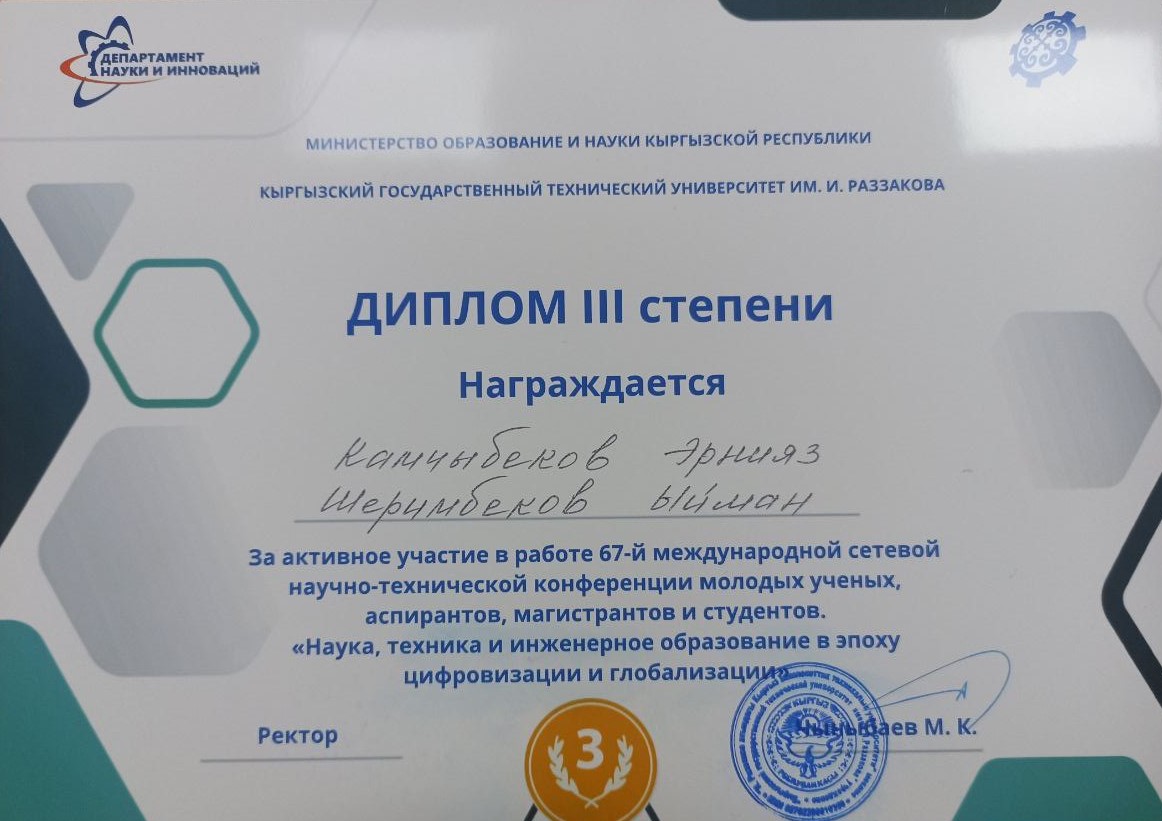 ДЕПАРТАМЕНТ
НАУКИ И ИННОВАЦИЙ
МИНИСТЕРСТВО ОБРАЗОВАНИЕ И НАУКИ КЫРГЫЗСКОЙ РЕСПУБЛИКИ
КЫРГЫЗСКИЙ ГОСУДАРСТВЕННЫЙ ТЕХНИЧЕСКИЙ УНИВЕРСИТЕТ ИМ. И. РАЗЗАКОВА
ДИПЛОМ III степени
Награждается
Камчыбеков Эрнияз
Шеримбеков Ыйман
За активное участие в работе 67-й международной сетевой
научно-технической конференции молодых ученых,
аспирантов, магистрантов и студентов.
«Наука, техника и инженерное образование в эпоху
цифровизации и глобализации»
Ректор
Чыныбаев М. К.
3